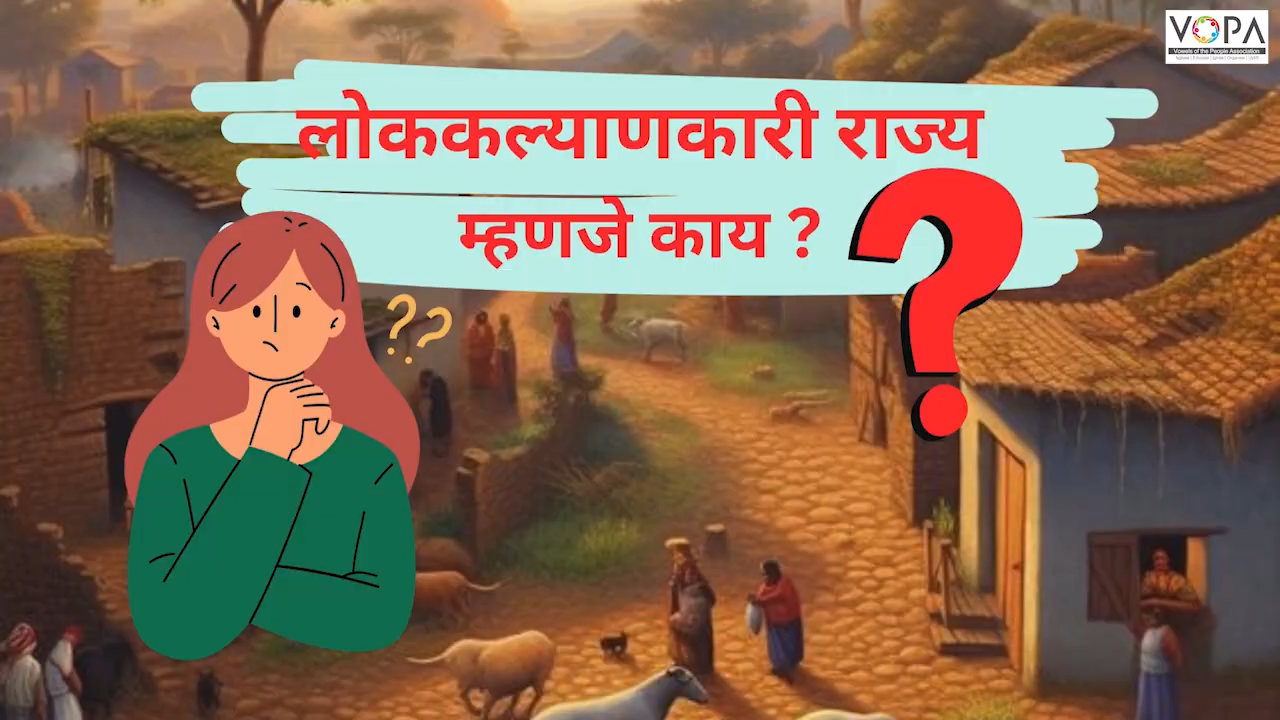 VOPA
Vowels of the People Association
लोककल्याणकारी राज्य
म्हणजे काय ?
?
??